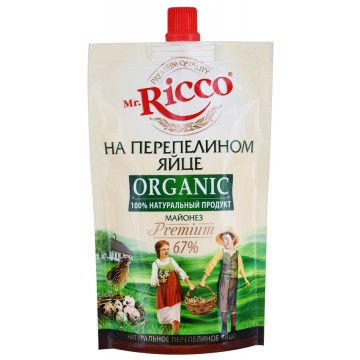 PREMIUM QUALITY
Mr. Ricco®
НА ПЕРЕПЕЛИНОМ
ЯЙЦЕ
ORGANIC
100% НАТУРАЛЬНЫЙ ПРОДУКТ
МАЙОНЕЗ
Premium
67%
НАТУРАЛЬНОЕ ПЕРЕПЕЛИНОЕ ЯЙЦО